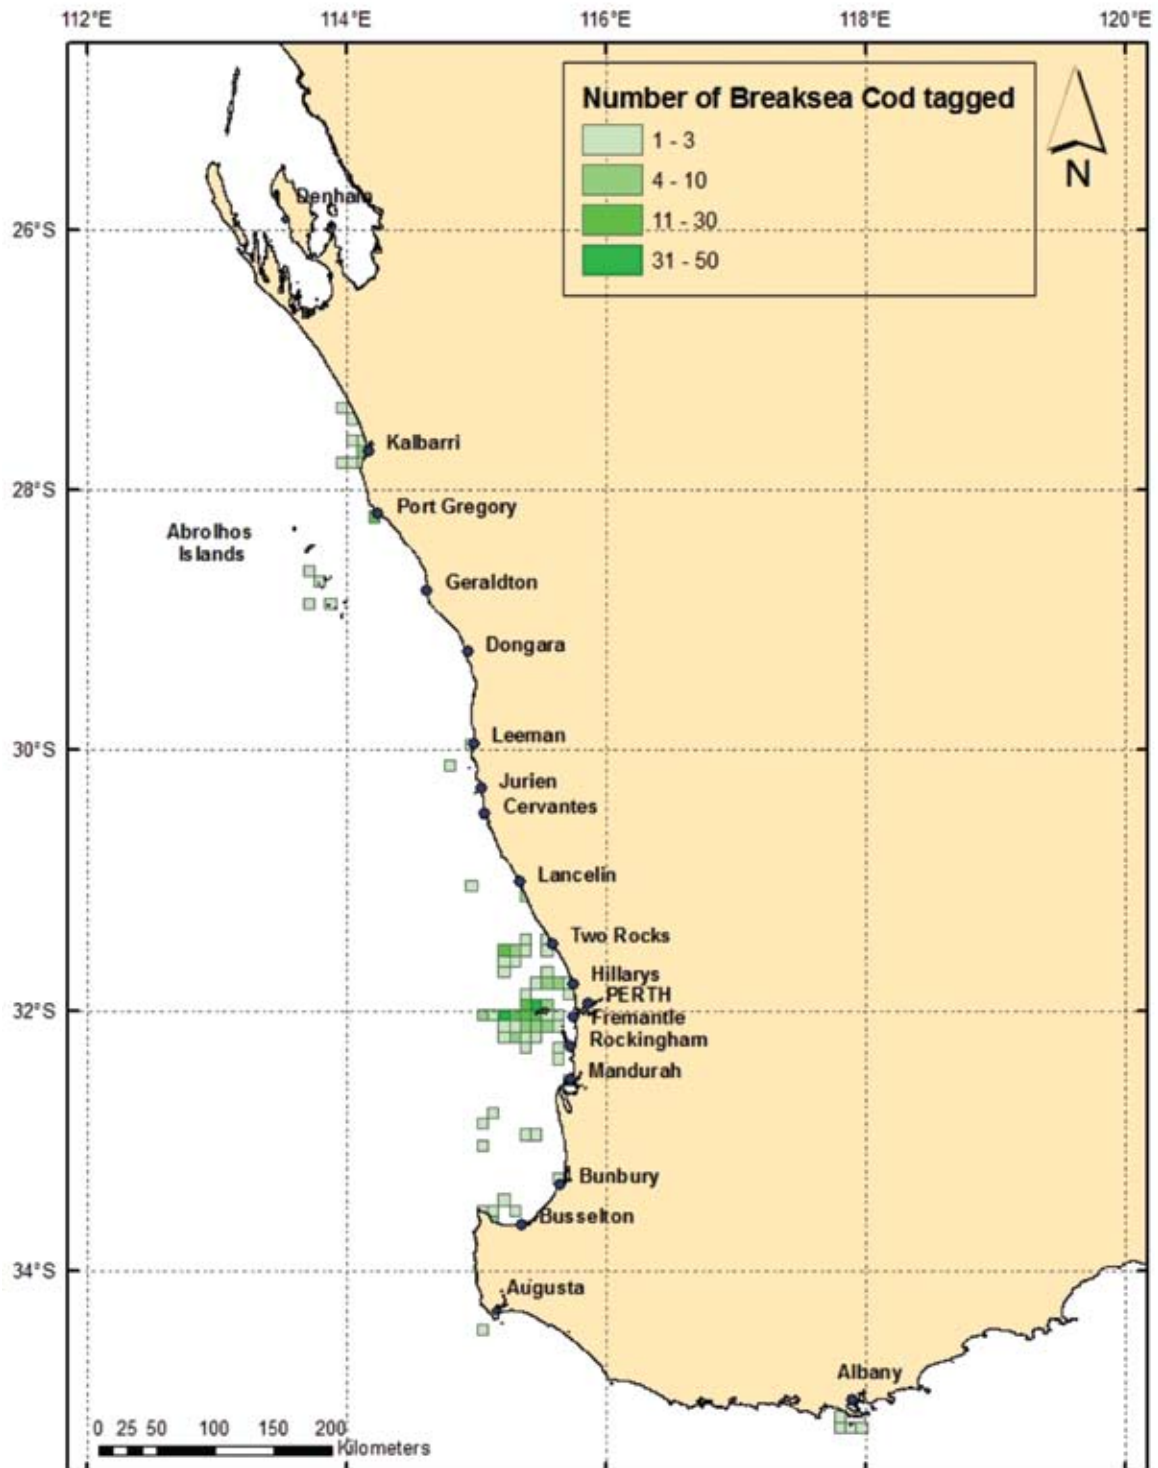 112°E 114°E 116°E 118°E 120°E
Number of Breaksea Cod tagged
1 - 3
4 - 10
11 - 30
31 - 50
N
Denham
26°S
Kalbarri
28°S
Port Gregory
Abrolhos
Islands
Geraldton
Dongara
Leeman
30°S
Jurien
Cervantes
Lancelin
Two Rocks
Hillarys
PERTH
32°S
Fremantle
Rockingham
Mandurah
Bunbury
Busselton
34°S
Augusta
Albany
0 25 50 100 150 200
Kilometers